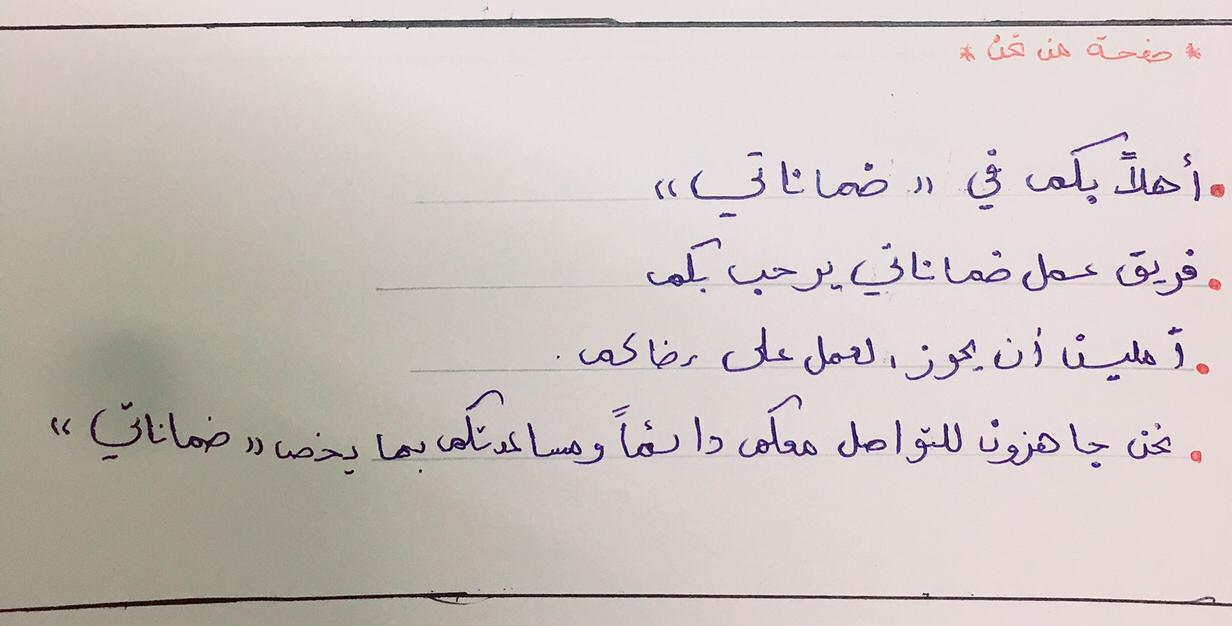 * صفحة من نحن *
• أهلاً بكم في " ضماناتي "
• فريق عمل ضماناتي يرحب بكم
• آملين أن يحوز العمل على رضاكم .
• نحن جاهزون للتواصل معكم دائماً ومساعدتكم بما يخص " ضماناتي "